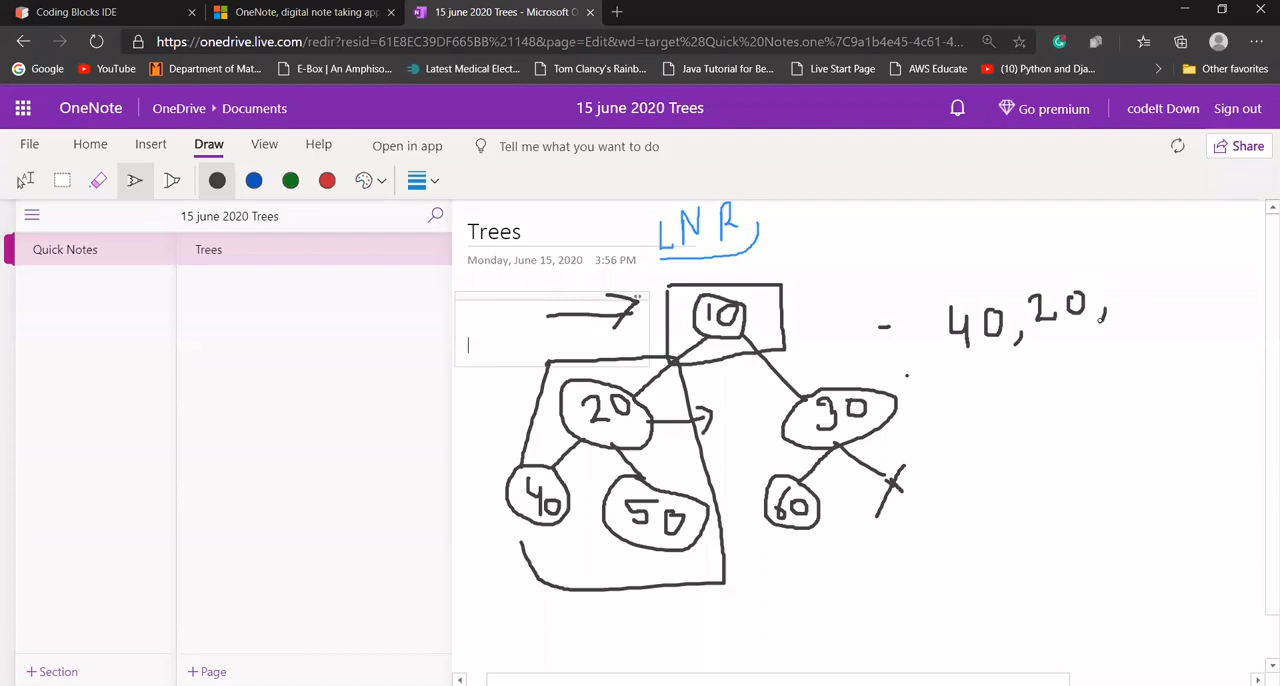 Coding Blocks IDE
OneNote, digital note taking app
15 june 2020 Trees - Microsoft O
https://onedrive.live.com/redir?resid=61E8EC39DF665BB%21148&page=Edit&wd=target%28Quick%20Notes.one%7C9a1b4e45-4c61-4...
Google YouTube Department of Mat... E-Box | An Amphiso... Latest Medical Elect... Tom Clancy's Rainb... Java Tutorial for Be... Live Start Page AWS Educate (10) Python and Dja... Other favorites
OneNote OneDrive Documents 15 june 2020 Trees Go premium codeIt Down Sign out
File Home Insert Draw View Help Open in app Tell me what you want to do Share
15 june 2020 Trees
Quick Notes Trees
Trees
LNR,
Monday, June 15, 2020 3:56 PM
10
- 40, 20,
20 30
40 50 60
+ Section + Page